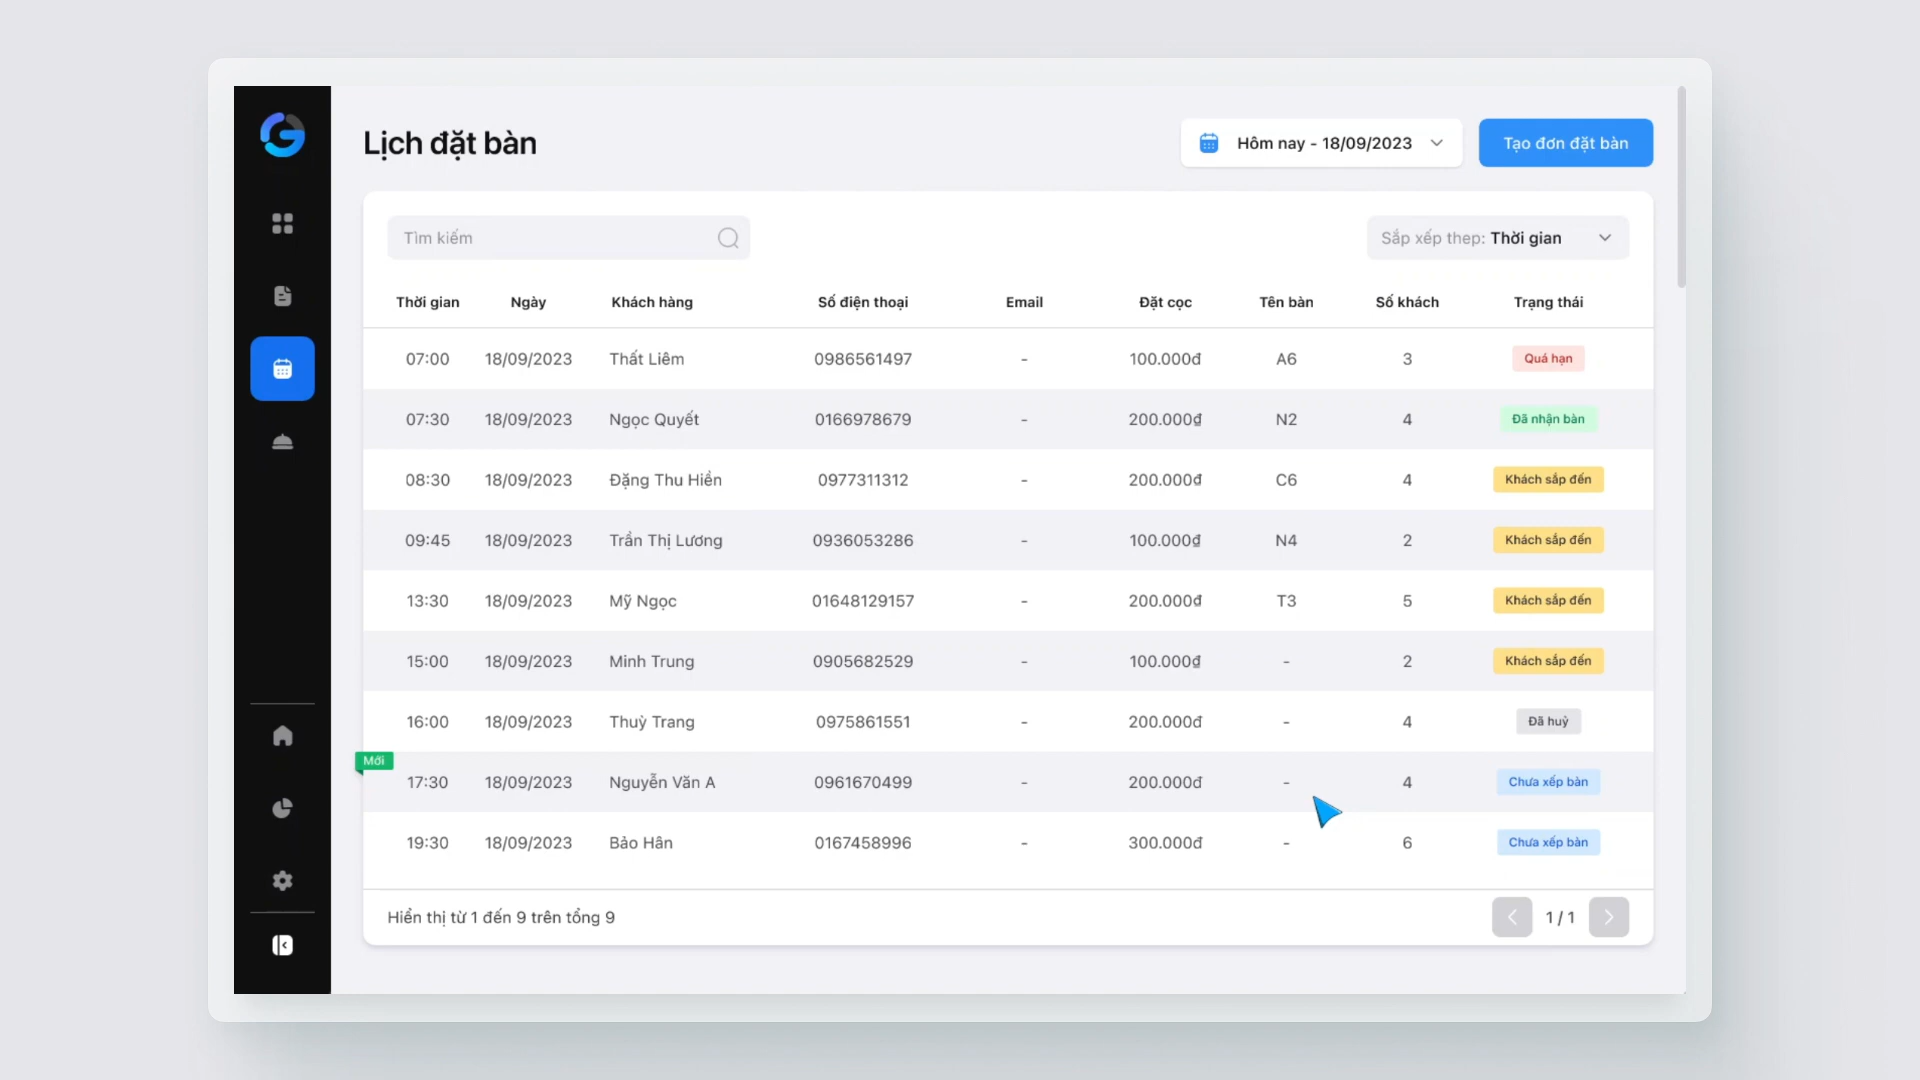 Lịch đặt bàn
Hôm nay - 18/09/2023
Tạo đơn đặt bàn
Tìm kiếm
Sắp xếp thep: Thời gian
Thời gian Ngày Khách hàng Số điện thoại Email Đặt cọc Tên bàn Số khách Trạng thái
07:00 18/09/2023 Thất Liêm 0986561497 - 100.000đ A6 3 Quá hạn
07:30 18/09/2023 Ngọc Quyết 0166978679 - 200.000₫ N2 4 Đã nhận bàn
08:30 18/09/2023 Đặng Thu Hiền 0977311312 - 200.000đ C6 4 Khách sắp đến
09:45 18/09/2023 Trần Thị Lương 0936053286 - 100.000₫ N4 2 Khách sắp đến
13:30 18/09/2023 Mỹ Ngọc 01648129157 - 200.000đ T3 5 Khách sắp đến
15:00 18/09/2023 Minh Trung 0905682529 - 100.000₫ - 2 Khách sắp đến
16:00 18/09/2023 Thuỳ Trang 0975861551 - 200.000đ - 4 Đã huỷ
Mới
17:30 18/09/2023 Nguyễn Văn A 0961670499 - 200.000đ - 4 Chưa xếp bàn
19:30 18/09/2023 Bảo Hân 0167458996 - 300.000đ - 6 Chưa xếp bàn
Hiển thị từ 1 đến 9 trên tổng 9
1 / 1